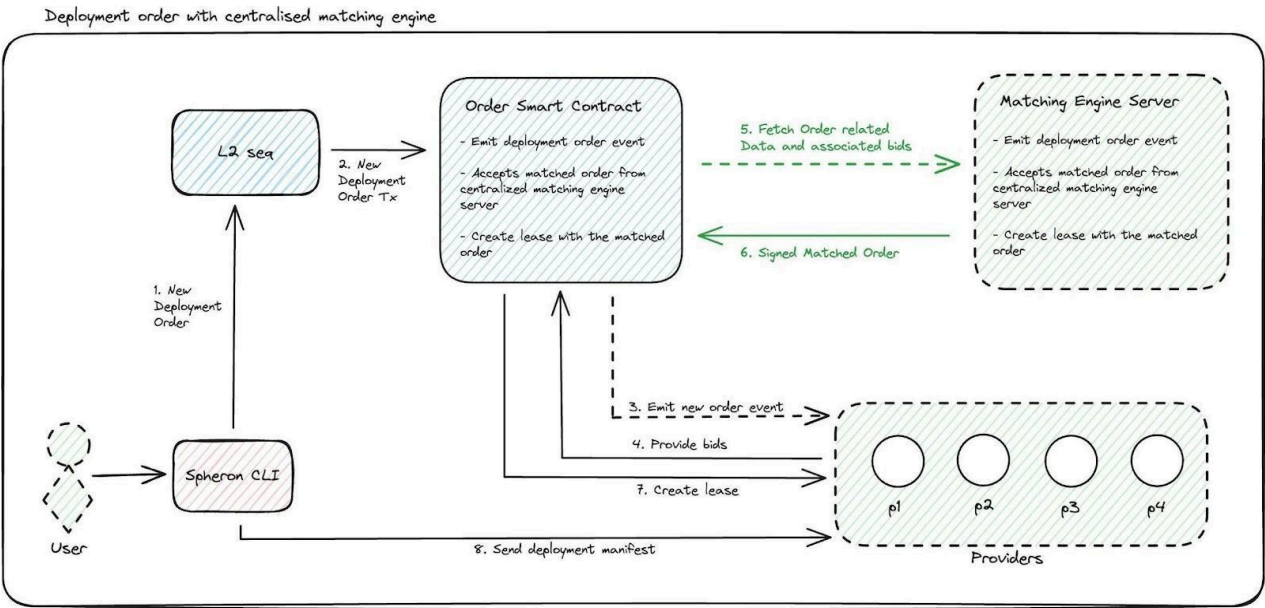 Deployment order with centralised matching engine
Order Smart Contract
- Emit deployment order event
- Accepts matched order from
centralized matching engine
server
- Create lease with the matched
order
Matching Engine Server
- Emit deployment order event
- Accepts matched order from
centralized matching engine
server
- Create lease with the matched
order
L2 seq
2. New
Deployment
Order Tx
5. Fetch Order related
Data and associated bids
6. Signed Matched Order
1. New
Deployment
Order
3. Emit new order event
4. Provide bids
7. Create lease
Spheron CLI
User
8. Send deployment manifest
p1
p2
p3
p4
Providers